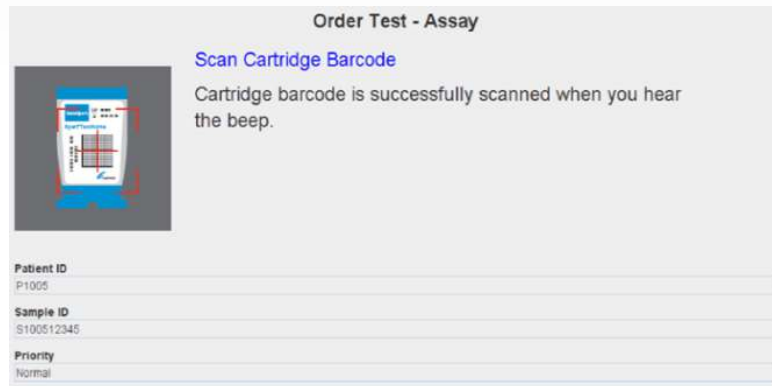 Order Test - Assay
Scan Cartridge Barcode
Cartridge barcode is successfully scanned when you hear
the beep.
Patient ID
P1005
Sample ID
S100512345
Priority
Normal